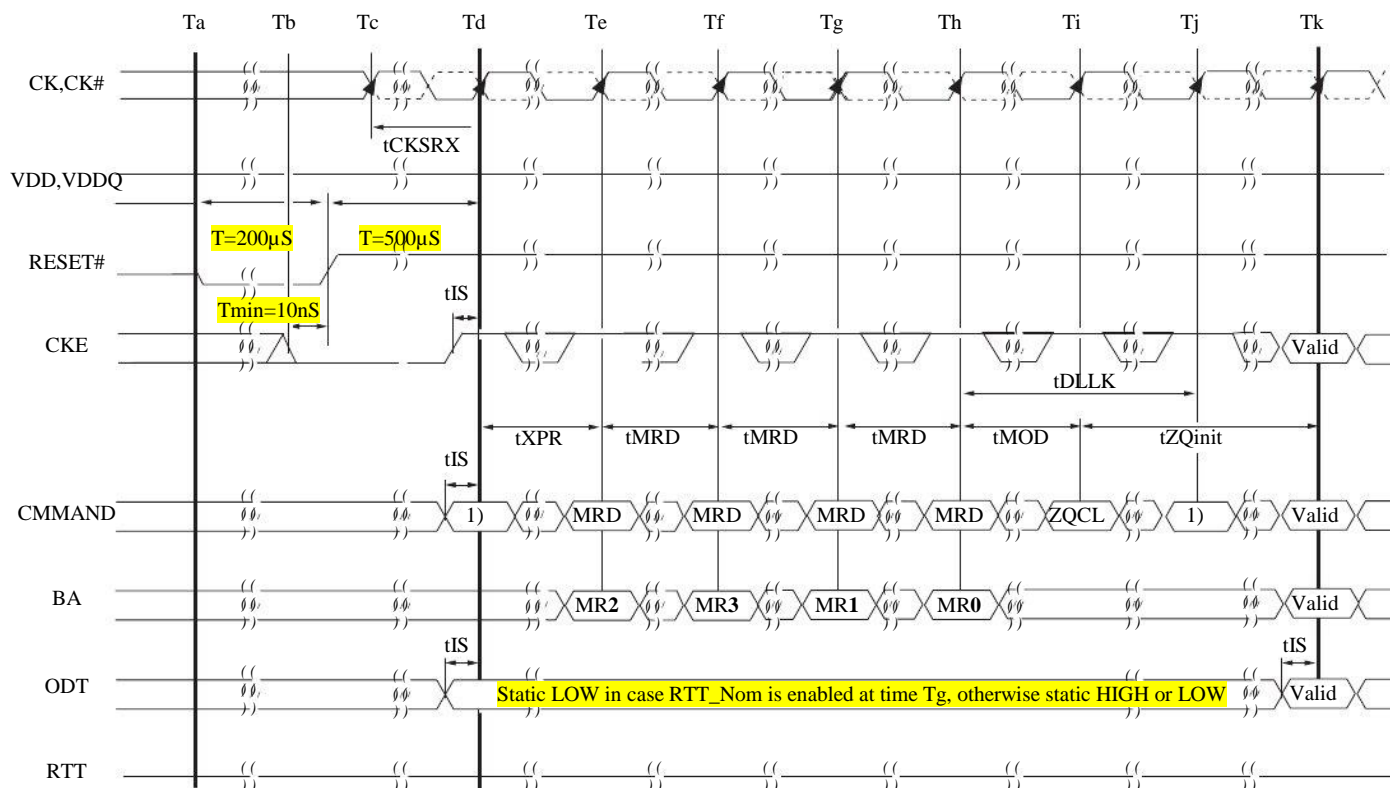 Ta Tb Tc Td Te Tf Tg Th Ti Tj Tk
CK,CK#
tCKSRX
VDD,VDDQ
T=200µS T=500µS
RESET#
Tmin=10nS tIS
CKE Valid
tDLLK
tXPR tMRD tMRD tMRD tMOD tZQinit
tIS
CMMAND 1) MRD MRD MRD MRD ZQCL 1) Valid
BA MR2 MR3 MR1 MR0 Valid
tIS tIS
ODT Static LOW in case RTT_Nom is enabled at time Tg, otherwise static HIGH or LOW Valid
RTT